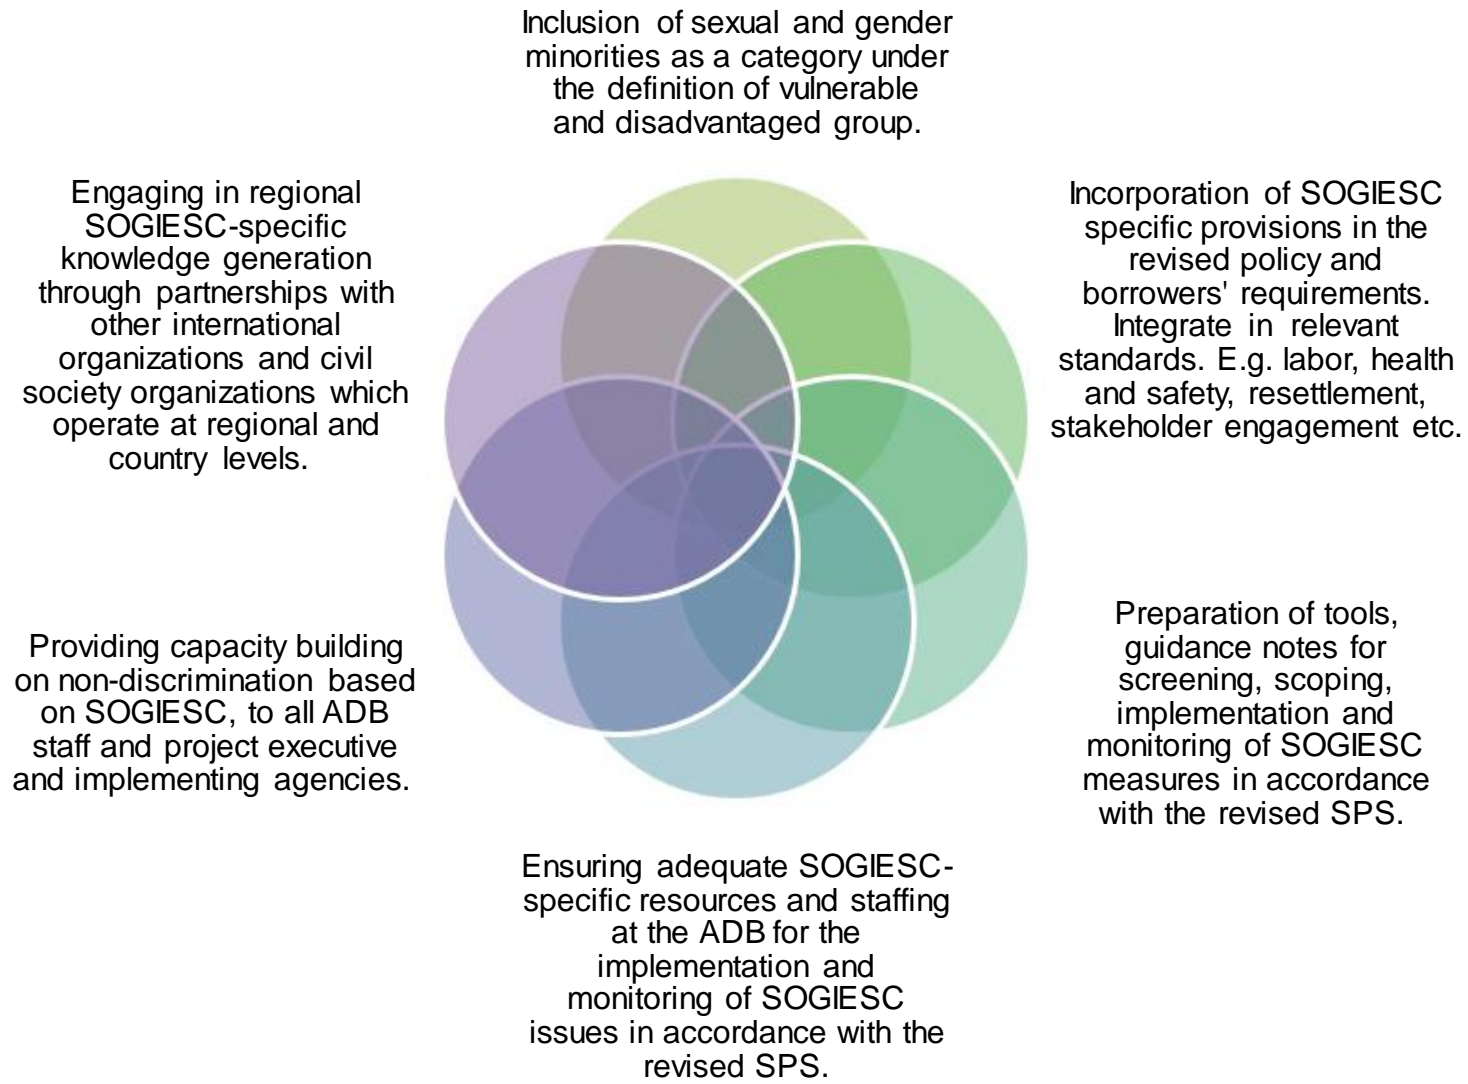 Inclusion of sexual and gender
minorities as a category under
the definition of vulnerable
and disadvantaged group.
Incorporation of SOGIESC
specific provisions in the
revised policy and
borrowers' requirements.
Integrate in relevant
standards. E.g. labor, health
and safety, resettlement,
stakeholder engagement etc.
Preparation of tools,
guidance notes for
screening, scoping,
implementation and
monitoring of SOGIESC
measures in accordance
with the revised SPS.
Ensuring adequate SOGIESC-
specific resources and staffing
at the ADB for the
implementation and
monitoring of SOGIESC
issues in accordance with the
revised SPS.
Providing capacity building
on non-discrimination based
on SOGIESC, to all ADB
staff and project executive
and implementing agencies.
Engaging in regional
SOGIESC-specific
knowledge generation
through partnerships with
other international
organizations and civil
society organizations which
operate at regional and
country levels.